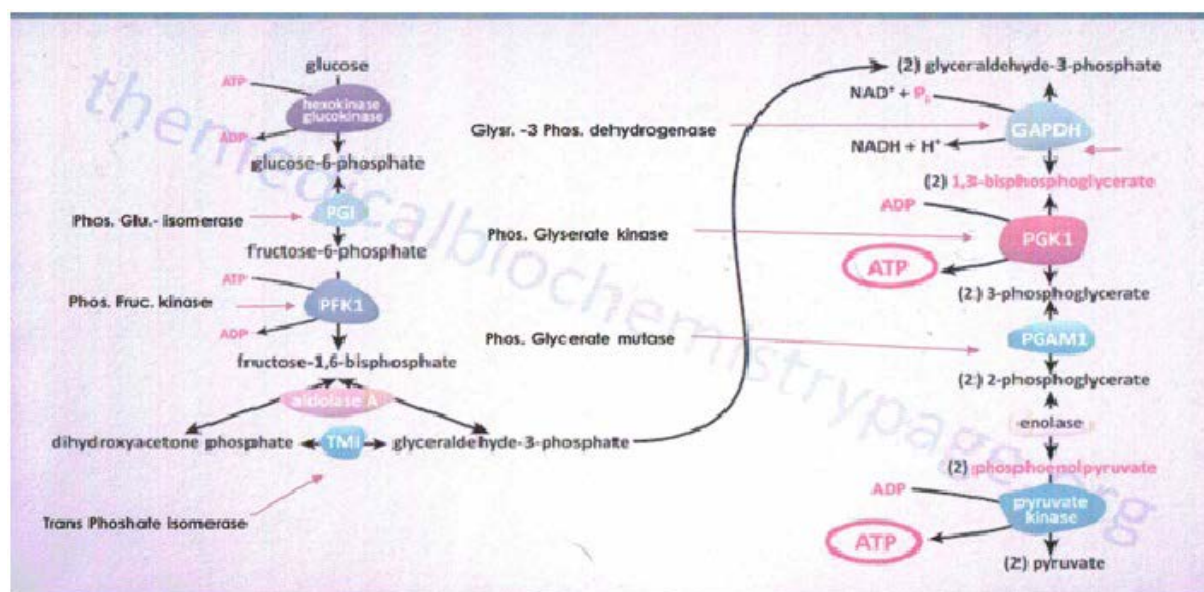 themedicalbiochemistrypage.org
glucose
ATP
hexokinase
glucokinase
ADP
glucose-6-phosphate
Phos. Glu.- isomerase
PGI
fructose-6-phosphate
ATP
Phos. Fruc. kinase
PFK1
ADP
fructose-1,6-bisphosphate
aldolase A
dihydroxyacetone phosphate
TMI
glyceraldehyde-3-phosphate
Trans Phoshate isomerase
(2) glyceraldehyde-3-phosphate
NAD+ + Pi
Glysr. -3 Phos. dehydrogenase
GAPDH
NADH + H+
(2) 1,3-bisphosphoglycerate
ADP
Phos. Glyserate kinase
PGK1
ATP
(2) 3-phosphoglycerate
Phos. Glycerate mutase
PGAM1
(2) 2-phosphoglycerate
enolase
(2) phosphoenolpyruvate
ADP
pyruvate
kinase
ATP
(2) pyruvate